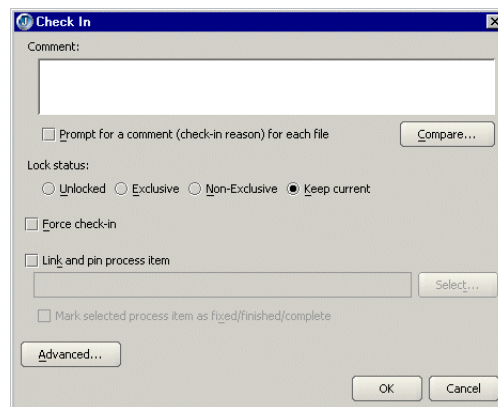 Check In
Comment:
Prompt for a comment (check-in reason) for each file
Compare...
Lock status:
Unlocked Exclusive Non-Exclusive Keep current
Force check-in
Link and pin process item
Select...
Mark selected process item as fixed/finished/complete
Advanced...
OK Cancel